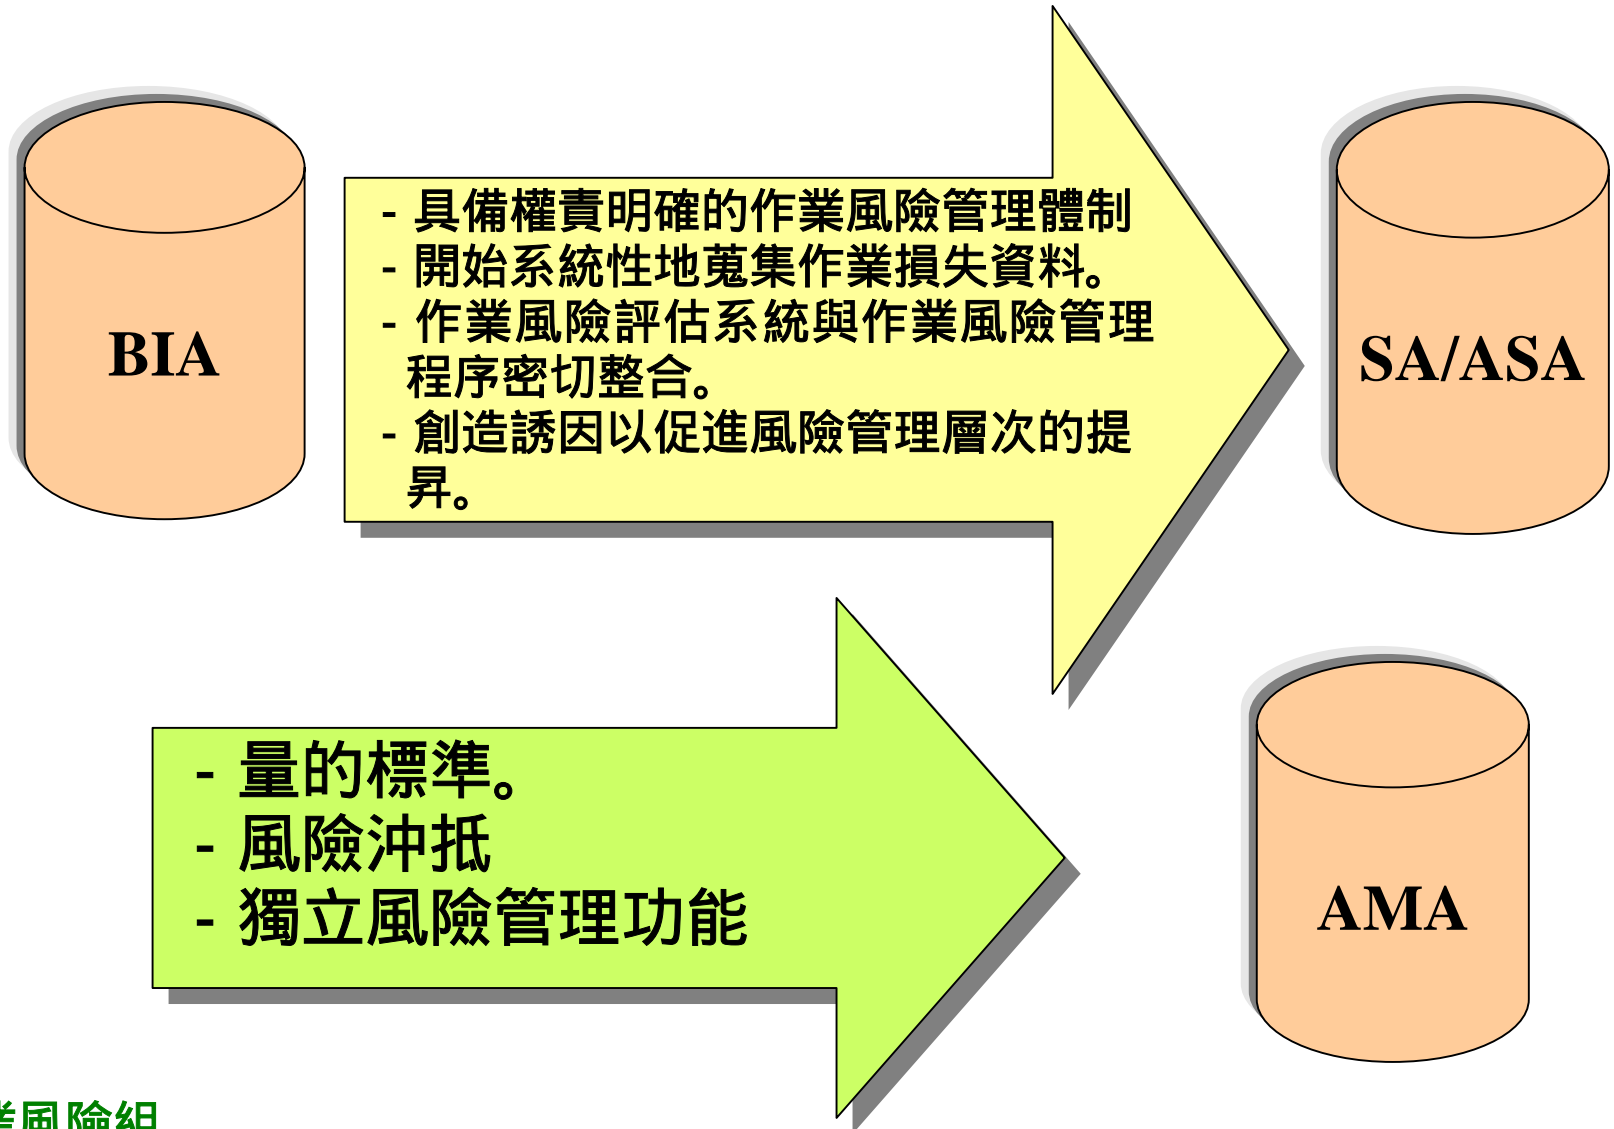 BIA
- 具備權責明確的作業風險管理體制
- 開始系統性地蒐集作業損失資料。
- 作業風險評估系統與作業風險管理
程序密切整合。
- 創造誘因以促進風險管理層次的提
昇。
SA/ASA
- 量的標準。
- 風險沖抵
- 獨立風險管理功能
AMA
業風險組